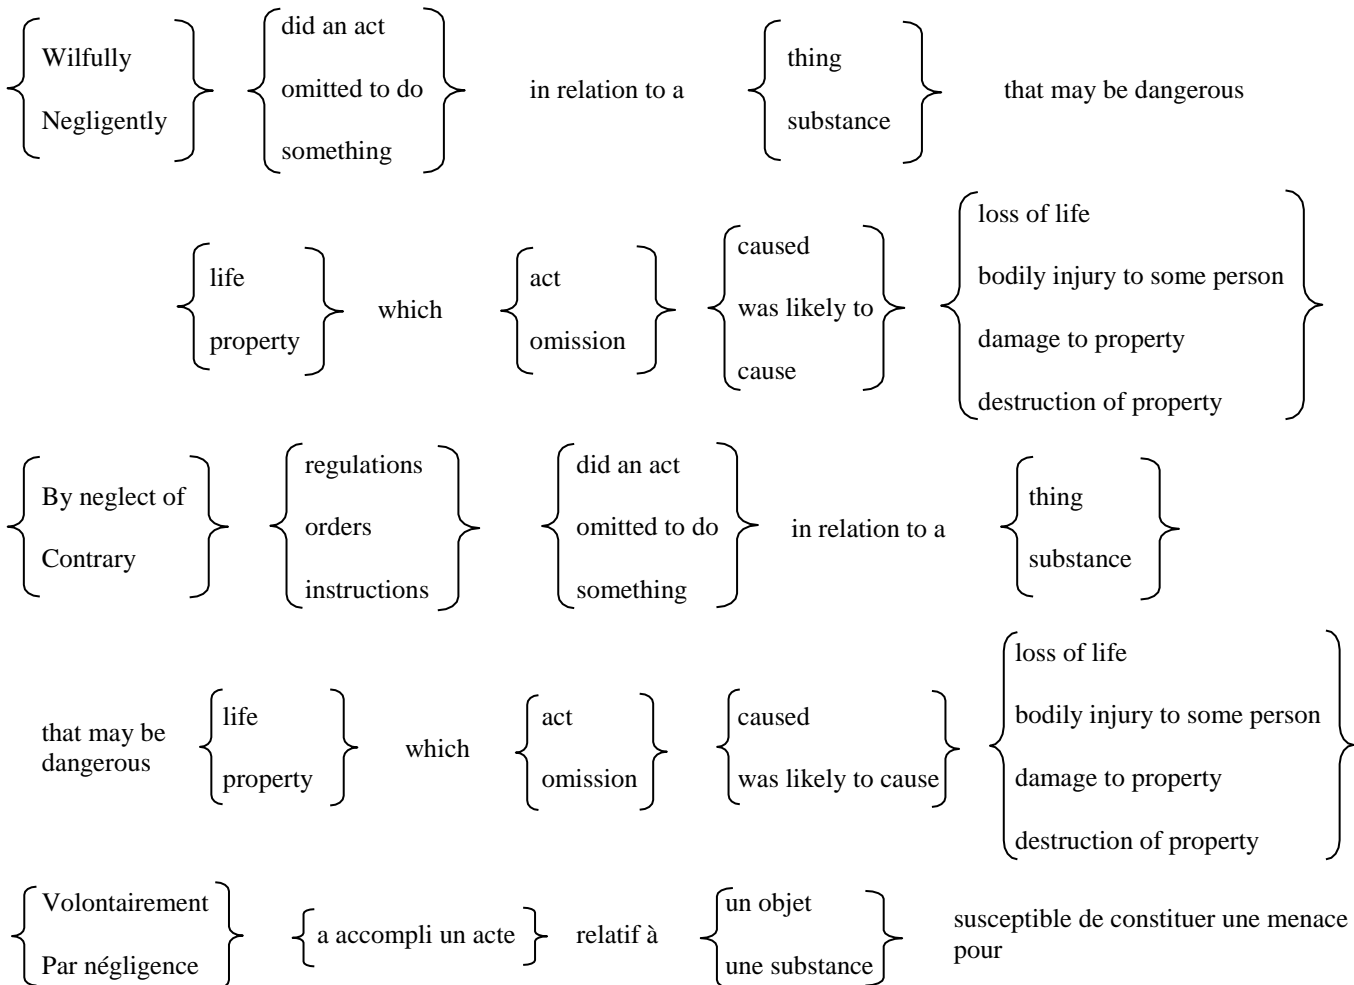 Wilfully
Negligently
did an act
omitted to do
something
in relation to a
thing
substance
that may be dangerous
life
property
which
act
omission
caused
was likely to
cause
loss of life
bodily injury to some person
damage to property
destruction of property
By neglect of
Contrary
regulations
orders
instructions
did an act
omitted to do
something
in relation to a
thing
substance
that may be
dangerous
life
property
which
act
omission
caused
was likely to cause
loss of life
bodily injury to some person
damage to property
destruction of property
Volontairement
Par négligence
a accompli un acte
relatif à
un objet
une substance
susceptible de constituer une menace
pour